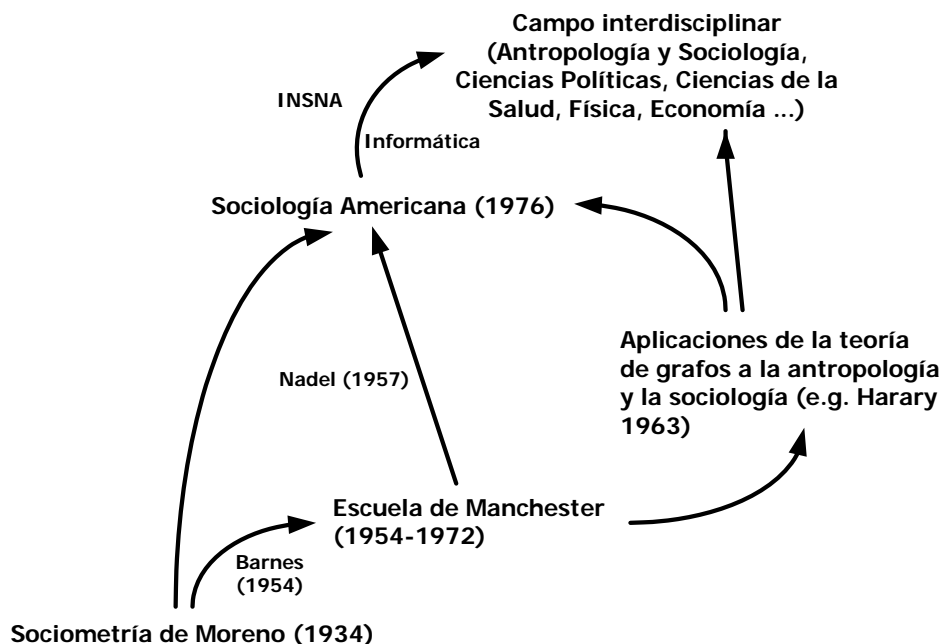 Campo interdisciplinar
(Antropología y Sociología,
Ciencias Políticas, Ciencias de la
Salud, Física, Economía ...)
INSNA
Informática
Sociología Americana (1976)
Aplicaciones de la teoría
de grafos a la antropología
y la sociología (e.g. Harary
1963)
Nadel (1957)
Escuela de Manchester
(1954-1972)
Barnes
(1954)
Sociometría de Moreno (1934)